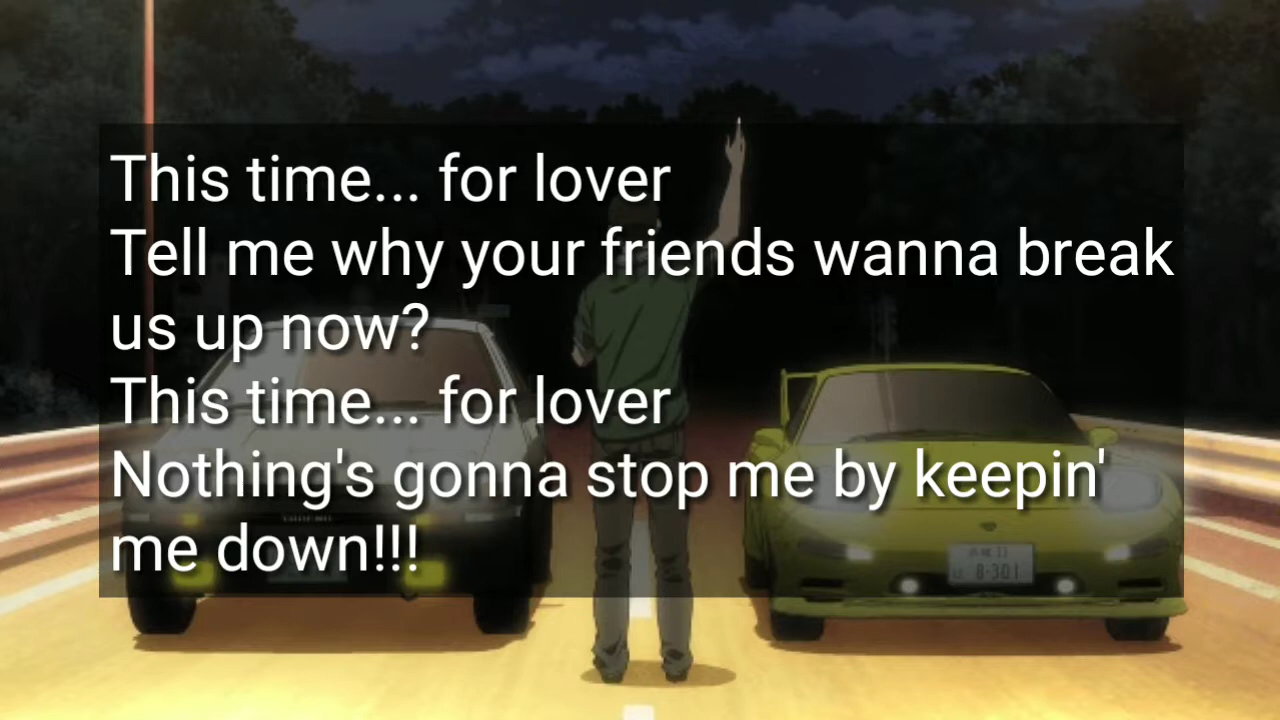 This time... for lover
Tell me why your friends wanna break
us up now?
This time... for lover
Nothing's gonna stop me by keepin'
me down!!!
8-301